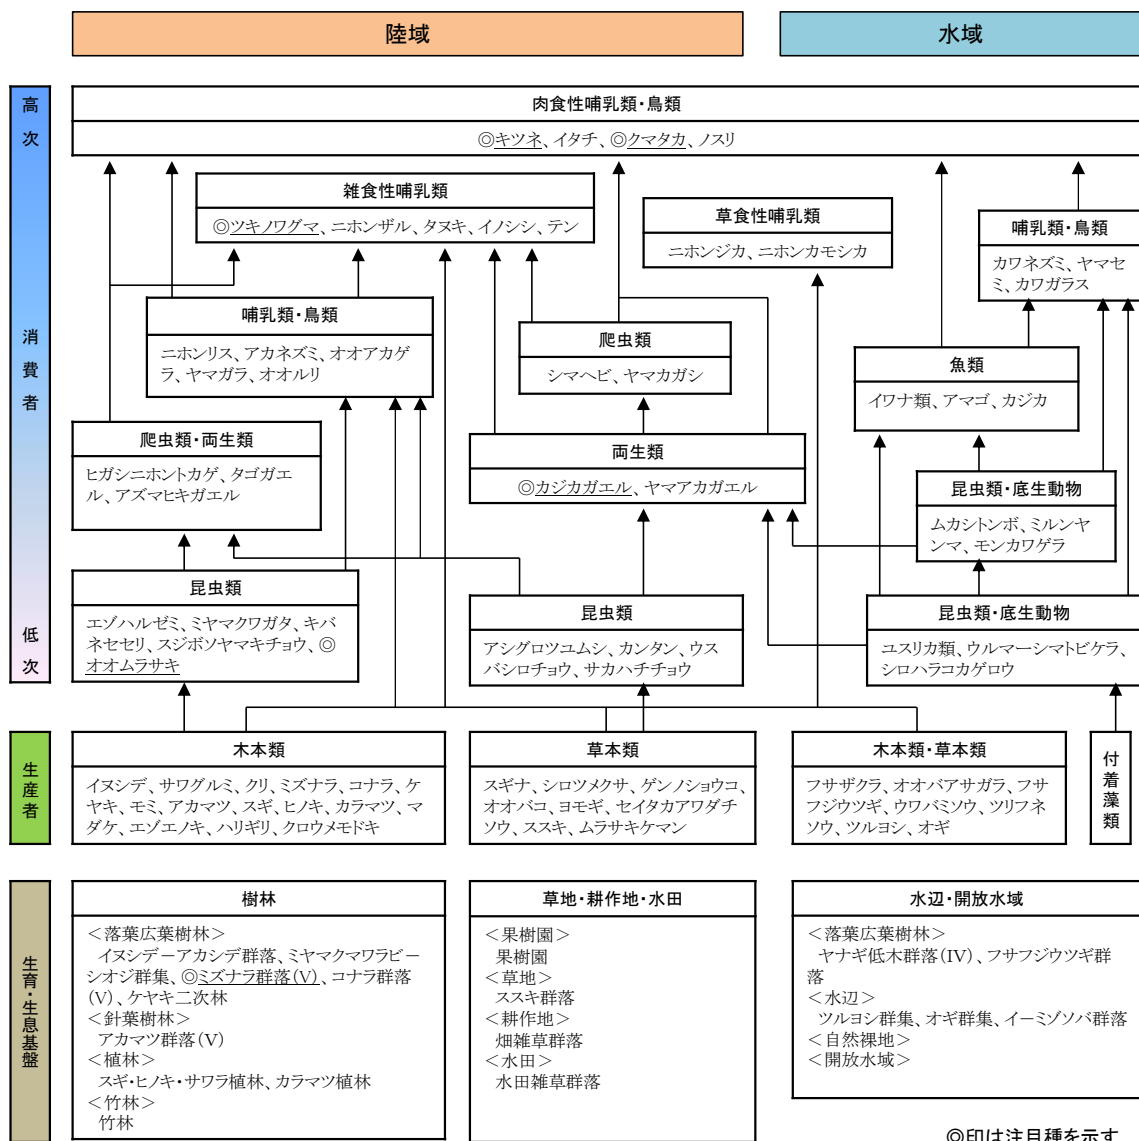 陸域
水域
高次
消費者
低次
肉食性哺乳類・鳥類
◎キツネ、イタチ、◎クマタカ、ノスリ
雑食性哺乳類
◎ツキノワグマ、ニホンザル、タヌキ、イノシシ、テン
草食性哺乳類
ニホンジカ、ニホンカモシカ
哺乳類・鳥類
カワネズミ、ヤマセ
ミ、カワガラス
哺乳類・鳥類
ニホンリス、アカネズミ、オオアカゲ
ラ、ヤマガラ、オオルリ
爬虫類
シマヘビ、ヤマカガシ
魚類
イワナ類、アマゴ、カジカ
爬虫類・両生類
ヒガシニホントカゲ、タゴガエ
ル、アズマヒキガエル
両生類
◎カジカガエル、ヤマアカガエル
昆虫類・底生動物
ムカシトンボ、ミルンヤ
ンマ、モンカワゲラ
昆虫類
エゾハルゼミ、ミヤマクワガタ、キバ
ネセセリ、スジボソヤマキチョウ、◎
オオムラサキ
昆虫類
アシグロツユムシ、カンタン、ウス
バシロチョウ、サカハチチョウ
昆虫類・底生動物
ユスリカ類、ウルマーシマトビケラ、
シロハラコカゲロウ
生産者
木本類
イヌシデ、サワグルミ、クリ、ミズナラ、コナラ、ケ
ヤキ、モミ、アカマツ、スギ、ヒノキ、カラマツ、マ
ダケ、エゾエノキ、ハリギリ、クロウメモドキ
草本類
スギナ、シロツメクサ、ゲンノショウコ、
オオバコ、ヨモギ、セイタカアワダチ
ソウ、ススキ、ムラサキケマン
木本類・草本類
フサザクラ、オオバアサガラ、フサ
フジウツギ、ウワバミソウ、ツリフネ
ソウ、ツルヨシ、オギ
付着藻類
生育・生息基盤
樹林
＜落葉広葉樹林＞
イヌシデ－アカシデ群落、ミヤマクマワラビ－
シオジ群集、◎ミズナラ群落(V)、コナラ群落
(V)、ケヤキ二次林
＜針葉樹林＞
アカマツ群落(V)
＜植林＞
スギ・ヒノキ・サワラ植林、カラマツ植林
＜竹林＞
竹林
草地・耕作地・水田
＜果樹園＞
果樹園
＜草地＞
ススキ群落
＜耕作地＞
畑雑草群落
＜水田＞
水田雑草群落
水辺・開放水域
＜落葉広葉樹林＞
ヤナギ低木群落(IV)、フサフジウツギ群
落
＜水辺＞
ツルヨシ群集、オギ群集、イーミゾソバ群落
＜自然裸地＞
＜開放水域＞
◎印は注目種を示す